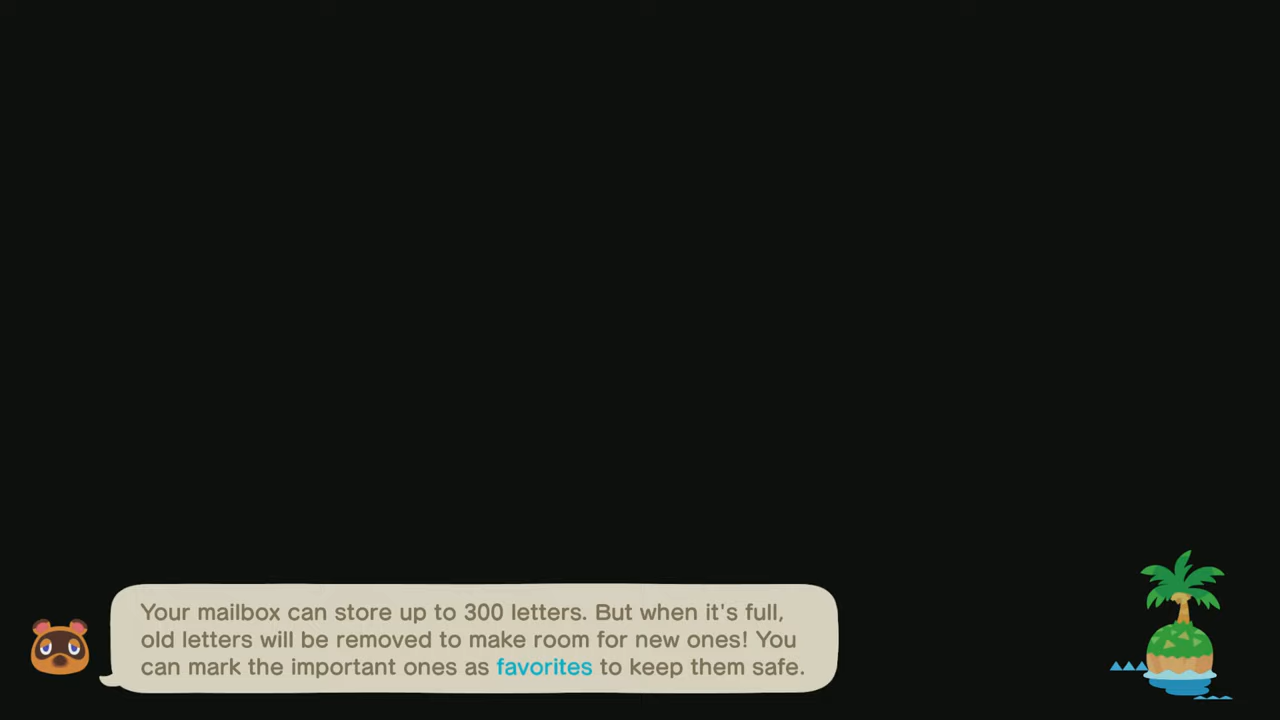 Your mailbox can store up to 300 letters. But when it's full,
old letters will be removed to make room for new ones! You
can mark the important ones as favorites to keep them safe.